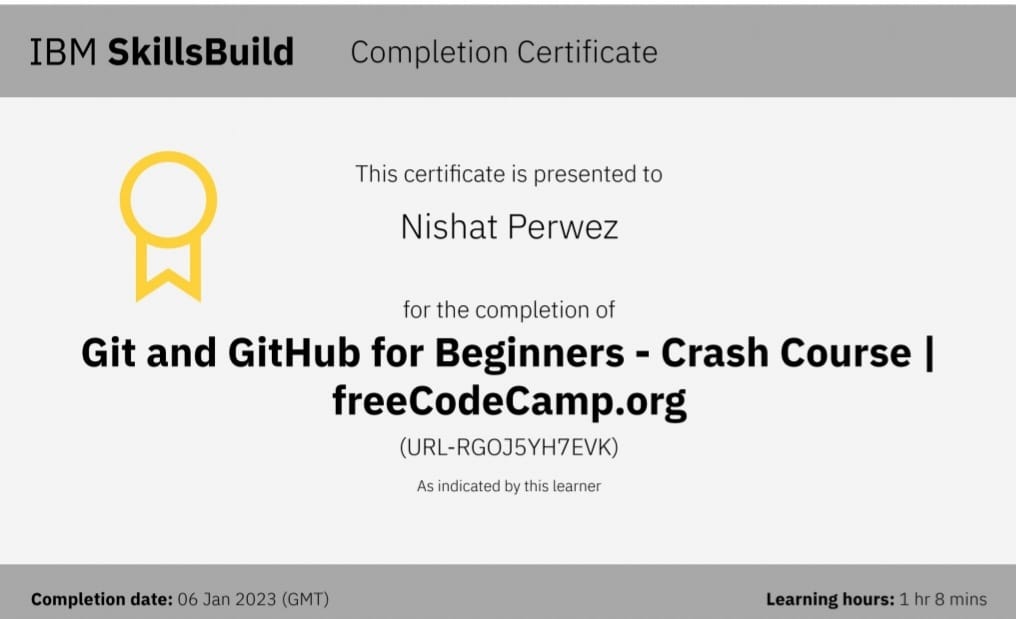 IBM SkillsBuild Completion Certificate
This certificate is presented to
Nishat Perwez
for the completion of
Git and GitHub for Beginners - Crash Course |
freeCodeCamp.org
(URL-RGOJ5YH7EVK)
As indicated by this learner
Completion date: 06 Jan 2023 (GMT)
Learning hours: 1 hr 8 mins